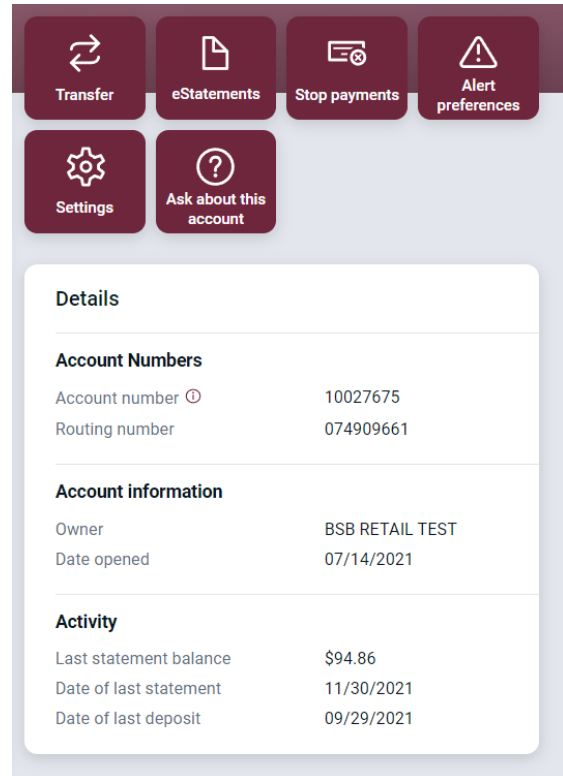 Transfer
eStatements
Stop payments
Alert
preferences
Settings
Ask about this
account
Details
Account Numbers
Account number
10027675
Routing number
074909661
Account information
Owner
BSB RETAIL TEST
Date opened
07/14/2021
Activity
Last statement balance
$94.86
Date of last statement
11/30/2021
Date of last deposit
09/29/2021